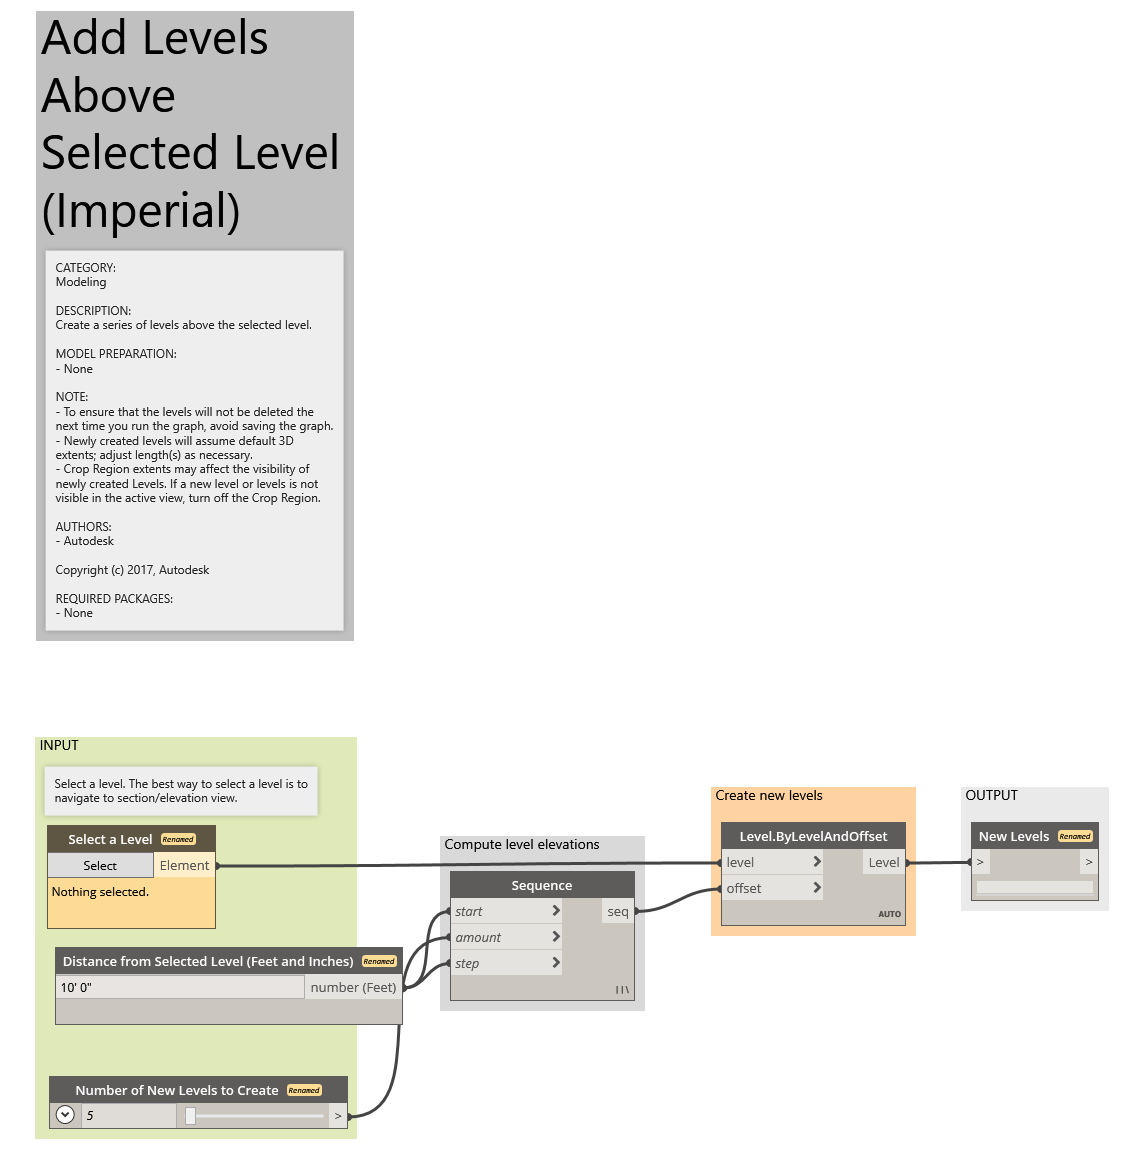 Add Levels
Above
Selected Level
(Imperial)
CATEGORY:
Modeling
DESCRIPTION:
Create a series of levels above the selected level.
MODEL PREPARATION:
- None
NOTE:
- To ensure that the levels will not be deleted the
next time you run the graph, avoid saving the graph.
- Newly created levels will assume default 3D
extents; adjust length(s) as necessary.
- Crop Region extents may affect the visibility of
newly created Levels. If a new level or levels is not
visible in the active view, turn off the Crop Region.
AUTHORS:
- Autodesk
Copyright (c) 2017, Autodesk
REQUIRED PACKAGES:
- None
INPUT
Select a level. The best way to select a level is to
navigate to section/elevation view.
Select a Level Renamed
Select Element
Nothing selected.
Distance from Selected Level (Feet and Inches) Renamed
10' 0" number (Feet)
Number of New Levels to Create Renamed
5 >
Compute level elevations
Sequence
start > seq
amount >
step >
Create new levels
Level.ByLevelAndOffset
level > Level
offset >
AUTO
OUTPUT
New Levels Renamed
> >